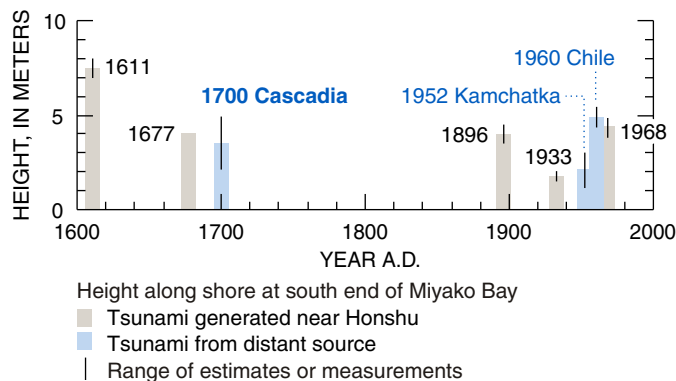 10
1960 Chile
1611
1700 Cascadia
1952 Kamchatka
HEIGHT, IN METERS
5
1677
1896
1968
1933
0
1600
1700
1800
1900
2000
YEAR A.D.
Height along shore at south end of Miyako Bay
Tsunami generated near Honshu
Tsunami from distant source
Range of estimates or measurements